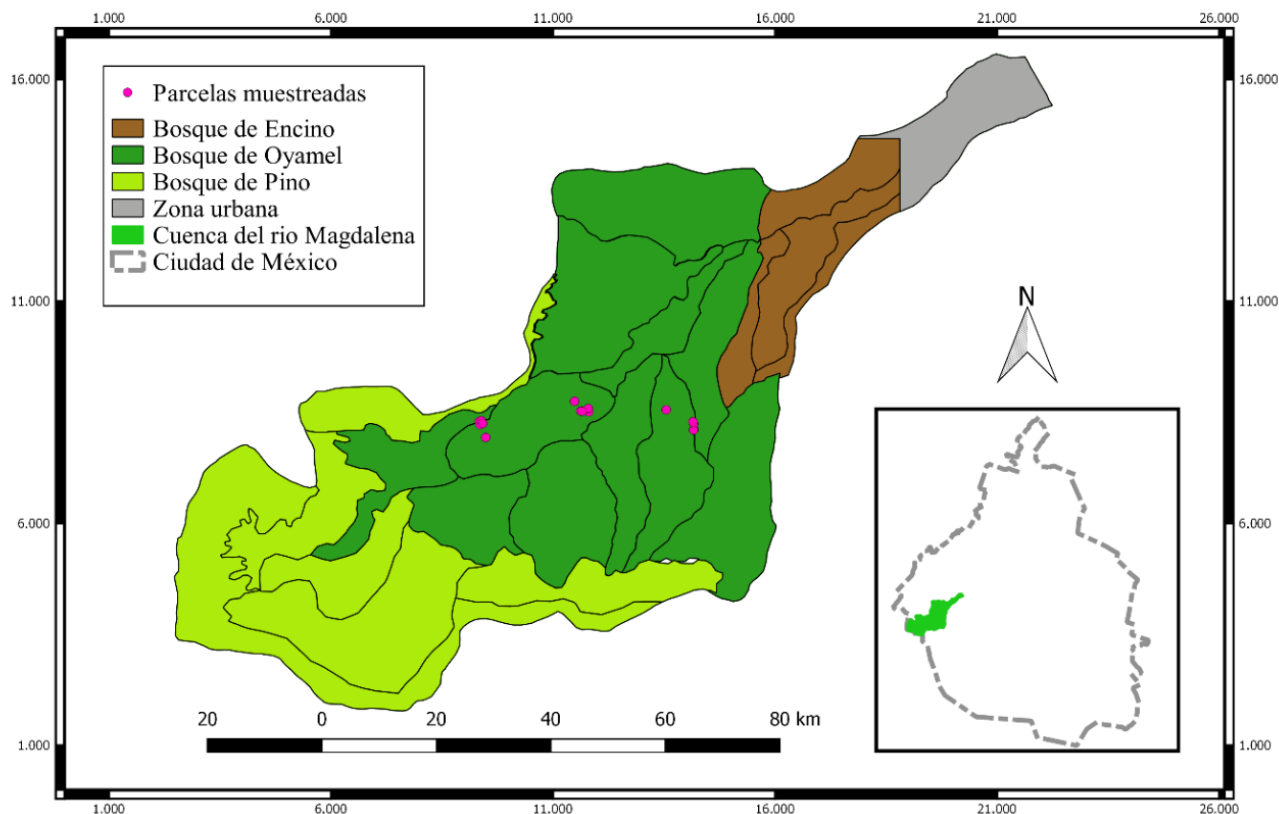 1.000 6.000 11.000 16.000 21.000 26.000
16.000 16.000
Parcelas muestreadas
Bosque de Encino
Bosque de Oyamel
Bosque de Pino
Zona urbana
Cuenca del rio Magdalena
Ciudad de México
11.000 11.000
N
6.000 6.000
20 0 20 40 60 80 km
1.000 1.000
1.000 6.000 11.000 16.000 21.000 26.000